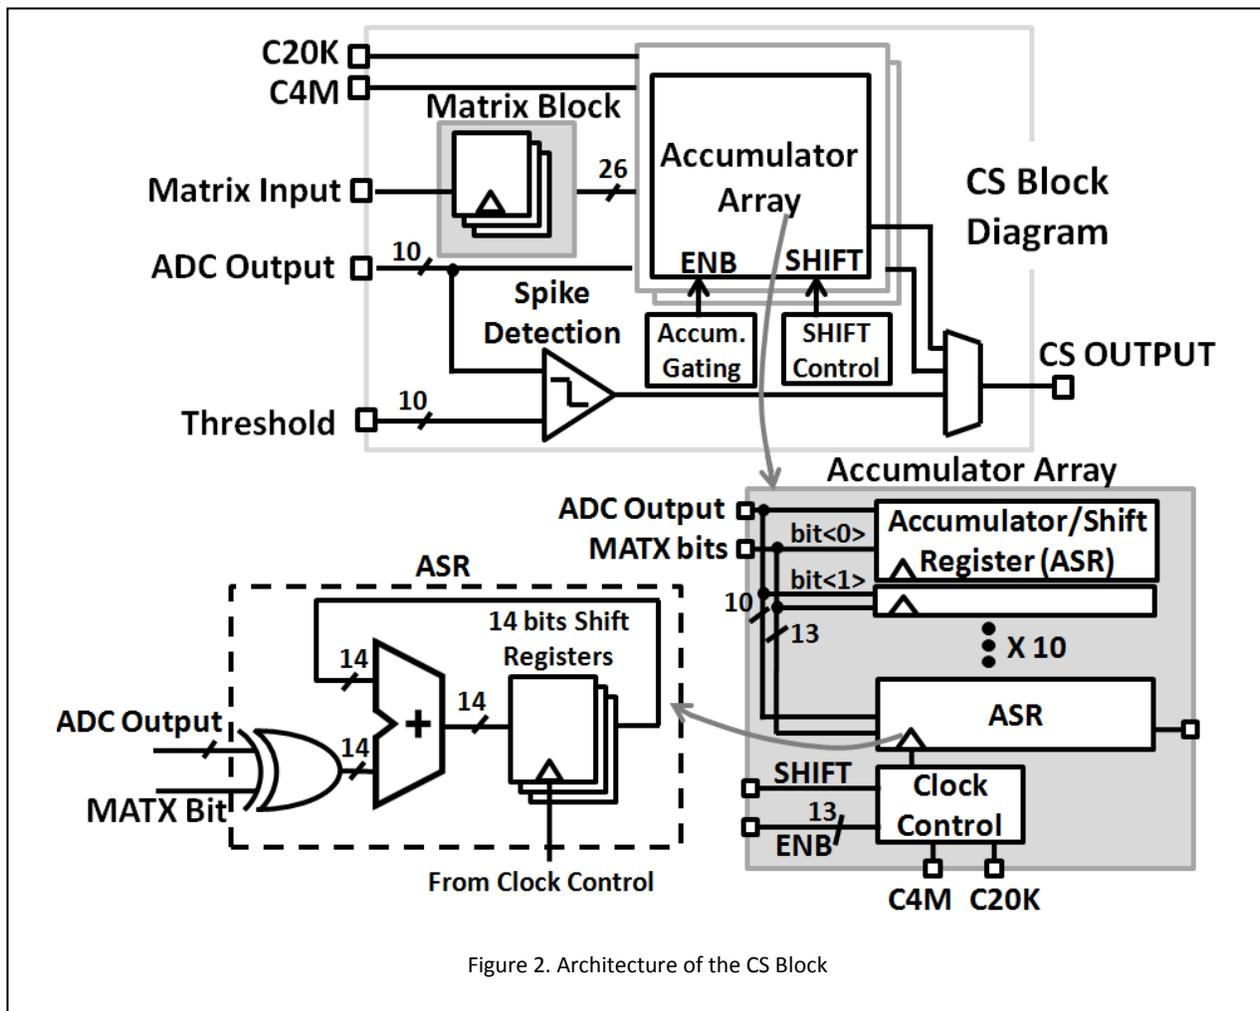 C20K
C4M
Matrix Block
Matrix Input
26
ADC Output
10
Accumulator
Array
ENB
SHIFT
CS Block
Diagram
Spike
Detection
Accum.
Gating
SHIFT
Control
CS OUTPUT
Threshold
10
Accumulator Array
ADC Output
MATX bits
bit<0>
Accumulator/Shift
Register (ASR)
bit<1>
10
13
X 10
ASR
SHIFT
13
ENB
Clock
Control
C4M
C20K
ASR
14 bits Shift
Registers
14
14
14
+
ADC Output
MATX Bit
From Clock Control
Figure 2. Architecture of the CS Block